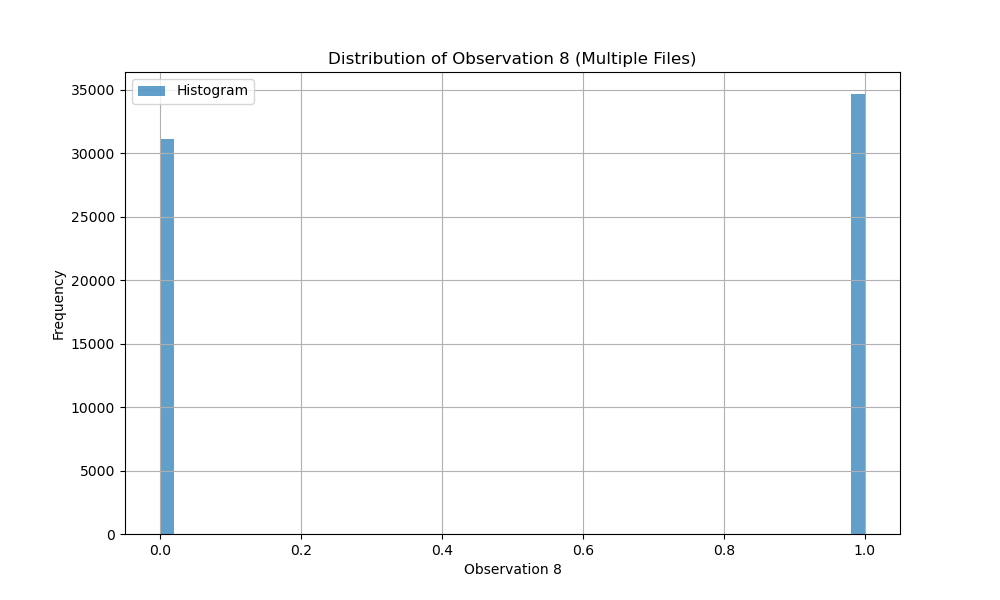 Distribution of Observation 8 (Multiple Files)
Histogram
35000
30000
25000
20000
15000
10000
5000
0
Frequency
0.0 0.2 0.4 0.6 0.8 1.0
Observation 8